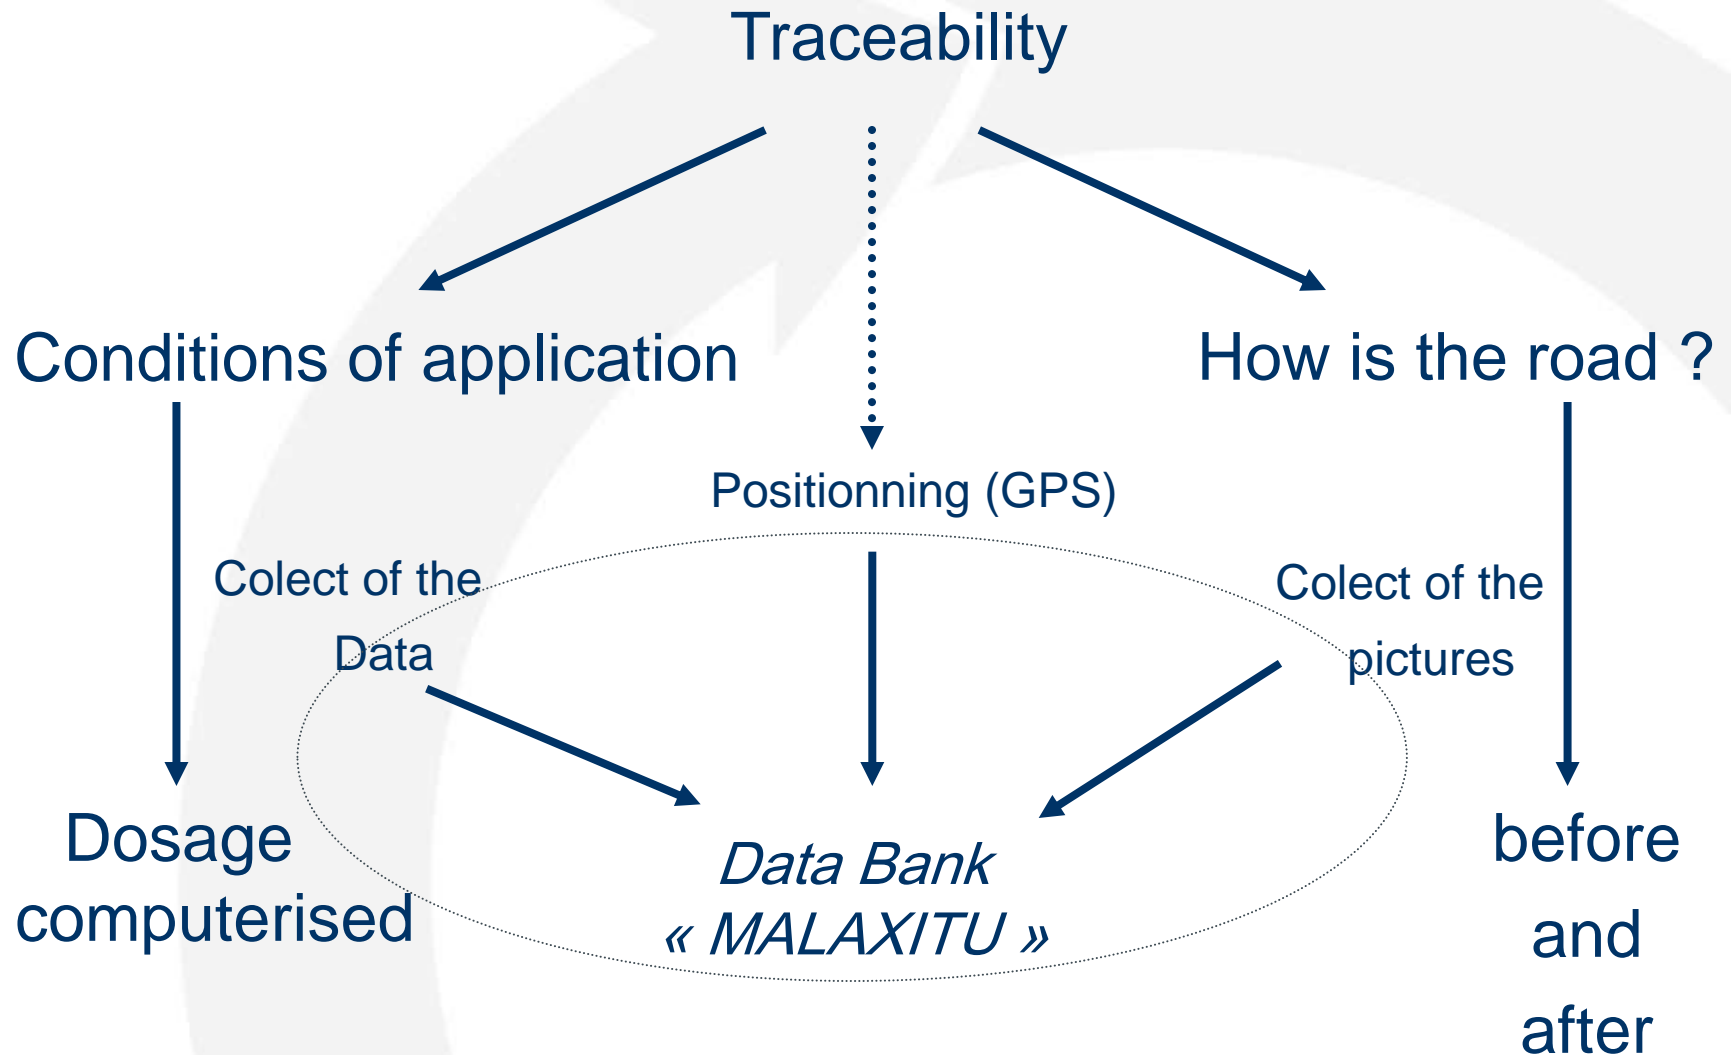 Traceability
Conditions of application
How is the road ?
Positionning (GPS)
Colect of the
Data
Colect of the
pictures
Dosage
computerised
Data Bank
« MALAXITU »
before
and
after